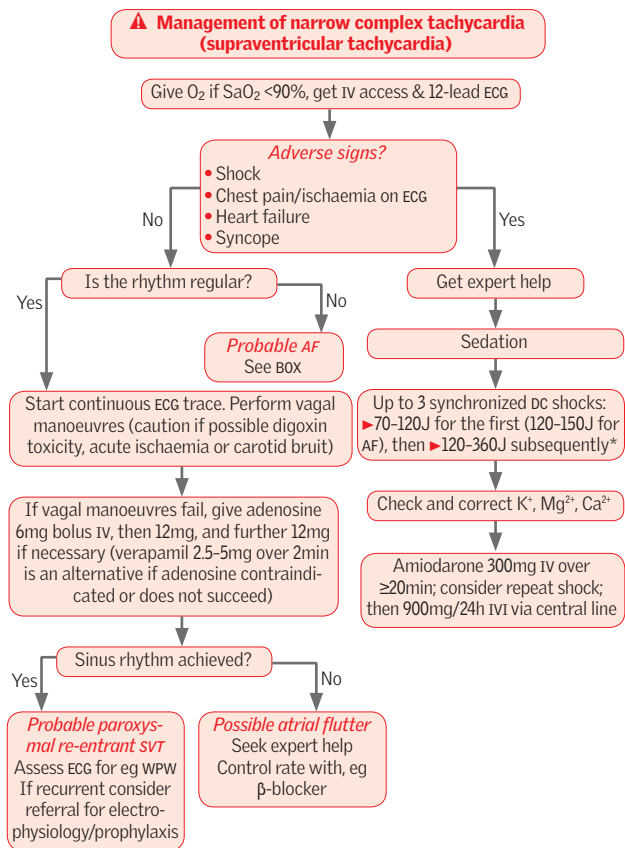 ⚠ Management of narrow complex tachycardia
(supraventricular tachycardia)
Give O₂ if SaO₂ <90%, get IV access & 12-lead ECG
Adverse signs?
• Shock
• Chest pain/ischaemia on ECG
• Heart failure
• Syncope
No
Yes
Is the rhythm regular?
Get expert help
Yes
No
Probable AF
See BOX
Sedation
Start continuous ECG trace. Perform vagal
manoeuvres (caution if possible digoxin
toxicity, acute ischaemia or carotid bruit)
Up to 3 synchronized DC shocks:
►70–120J for the first (120–150J for
AF), then ►120–360J subsequently*
If vagal manoeuvres fail, give adenosine
6mg bolus IV, then 12mg, and further 12mg
if necessary (verapamil 2.5–5mg over 2min
is an alternative if adenosine contraindi-
cated or does not succeed)
Check and correct K⁺, Mg²⁺, Ca²⁺
Amiodarone 300mg IV over
≥20min; consider repeat shock;
then 900mg/24h IVI via central line
Sinus rhythm achieved?
Yes
No
Probable paroxys-
mal re-entrant SVT
Assess ECG for eg WPW
If recurrent consider
referral for electro-
physiology/prophylaxis
Possible atrial flutter
Seek expert help
Control rate with, eg
β-blocker